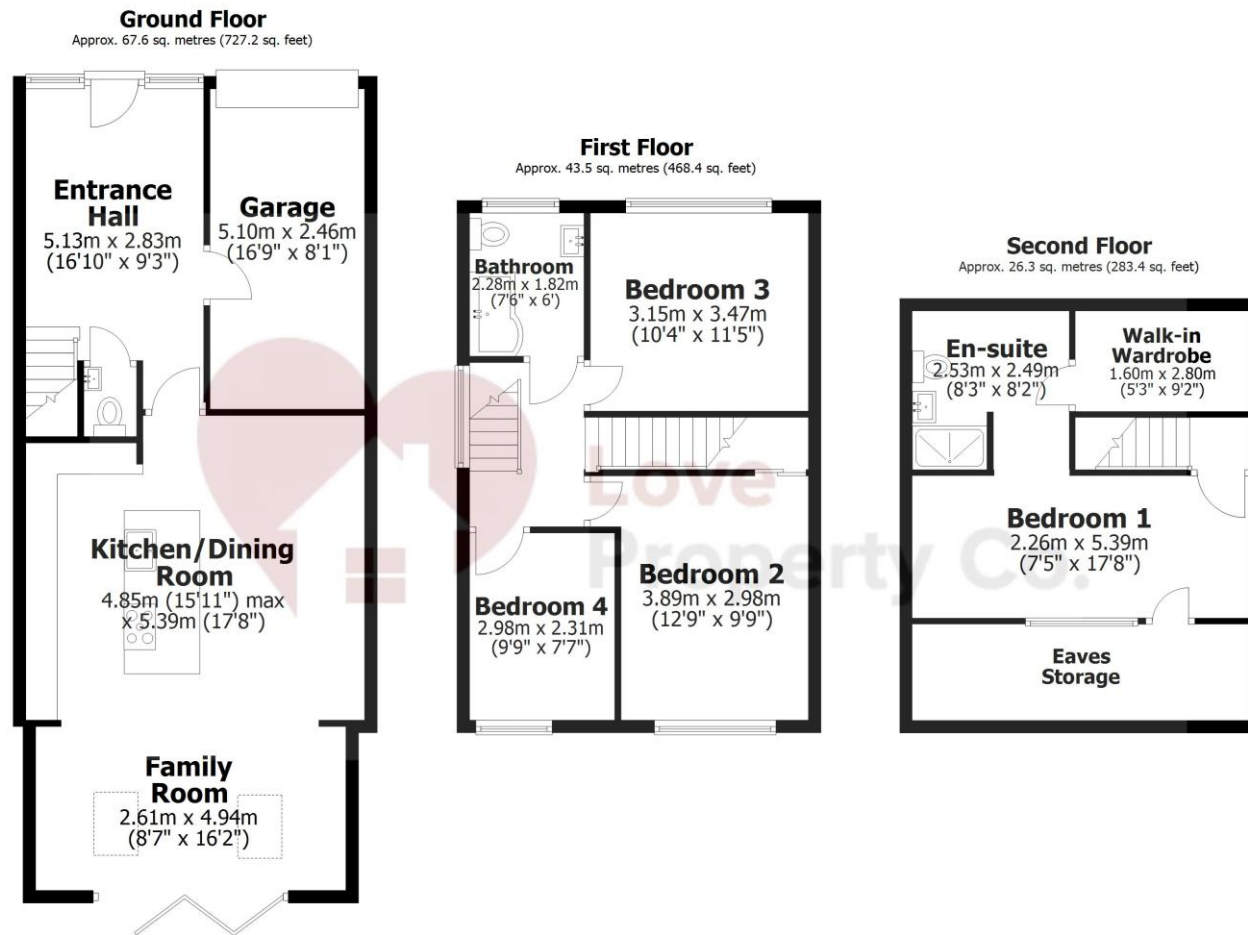 Ground Floor
Approx. 67.6 sq. metres (727.2 sq. feet)
Entrance
Hall
5.13m x 2.83m
(16'10" x 9'3")
Garage
5.10m x 2.46m
(16'9" x 8'1")
Kitchen/Dining
Room
4.85m (15'11") max
x 5.39m (17'8")
Family
Room
2.61m x 4.94m
(8'7" x 16'2")
First Floor
Approx. 43.5 sq. metres (468.4 sq. feet)
Bathroom
2.28m x 1.82m
(7'6" x 6')
Bedroom 3
3.15m x 3.47m
(10'4" x 11'5")
Bedroom 4
2.98m x 2.31m
(9'9" x 7'7")
Bedroom 2
3.89m x 2.98m
(12'9" x 9'9")
Second Floor
Approx. 26.3 sq. metres (283.4 sq. feet)
En-suite
2.53m x 2.49m
(8'3" x 8'2")
Walk-in
Wardrobe
1.60m x 2.80m
(5'3" x 9'2")
Bedroom 1
2.26m x 5.39m
(7'5" x 17'8")
Eaves
Storage
Love
Property Co.